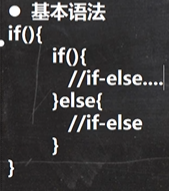 ● 基本语法
if(){
if(){
//if-else....
}else{
//if-else
}
}